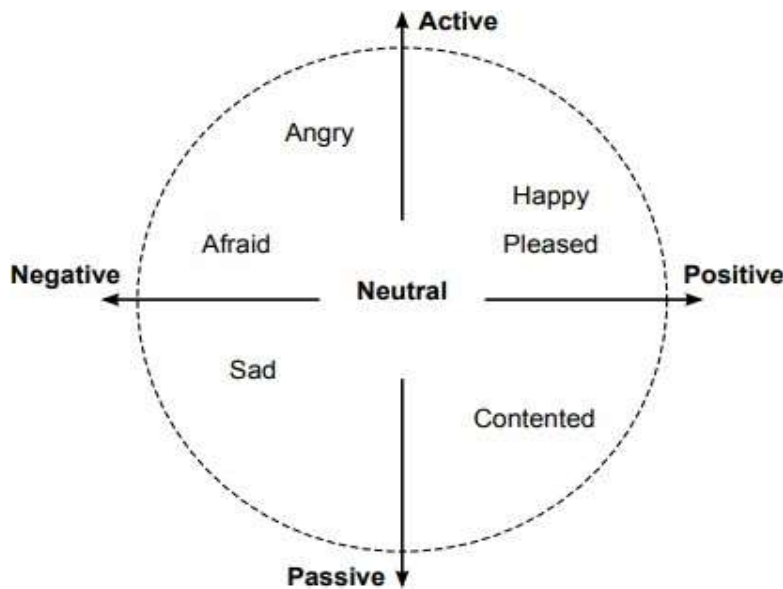 Active
Angry
Happy
Afraid
Pleased
Negative
Neutral
Positive
Sad
Contented
Passive